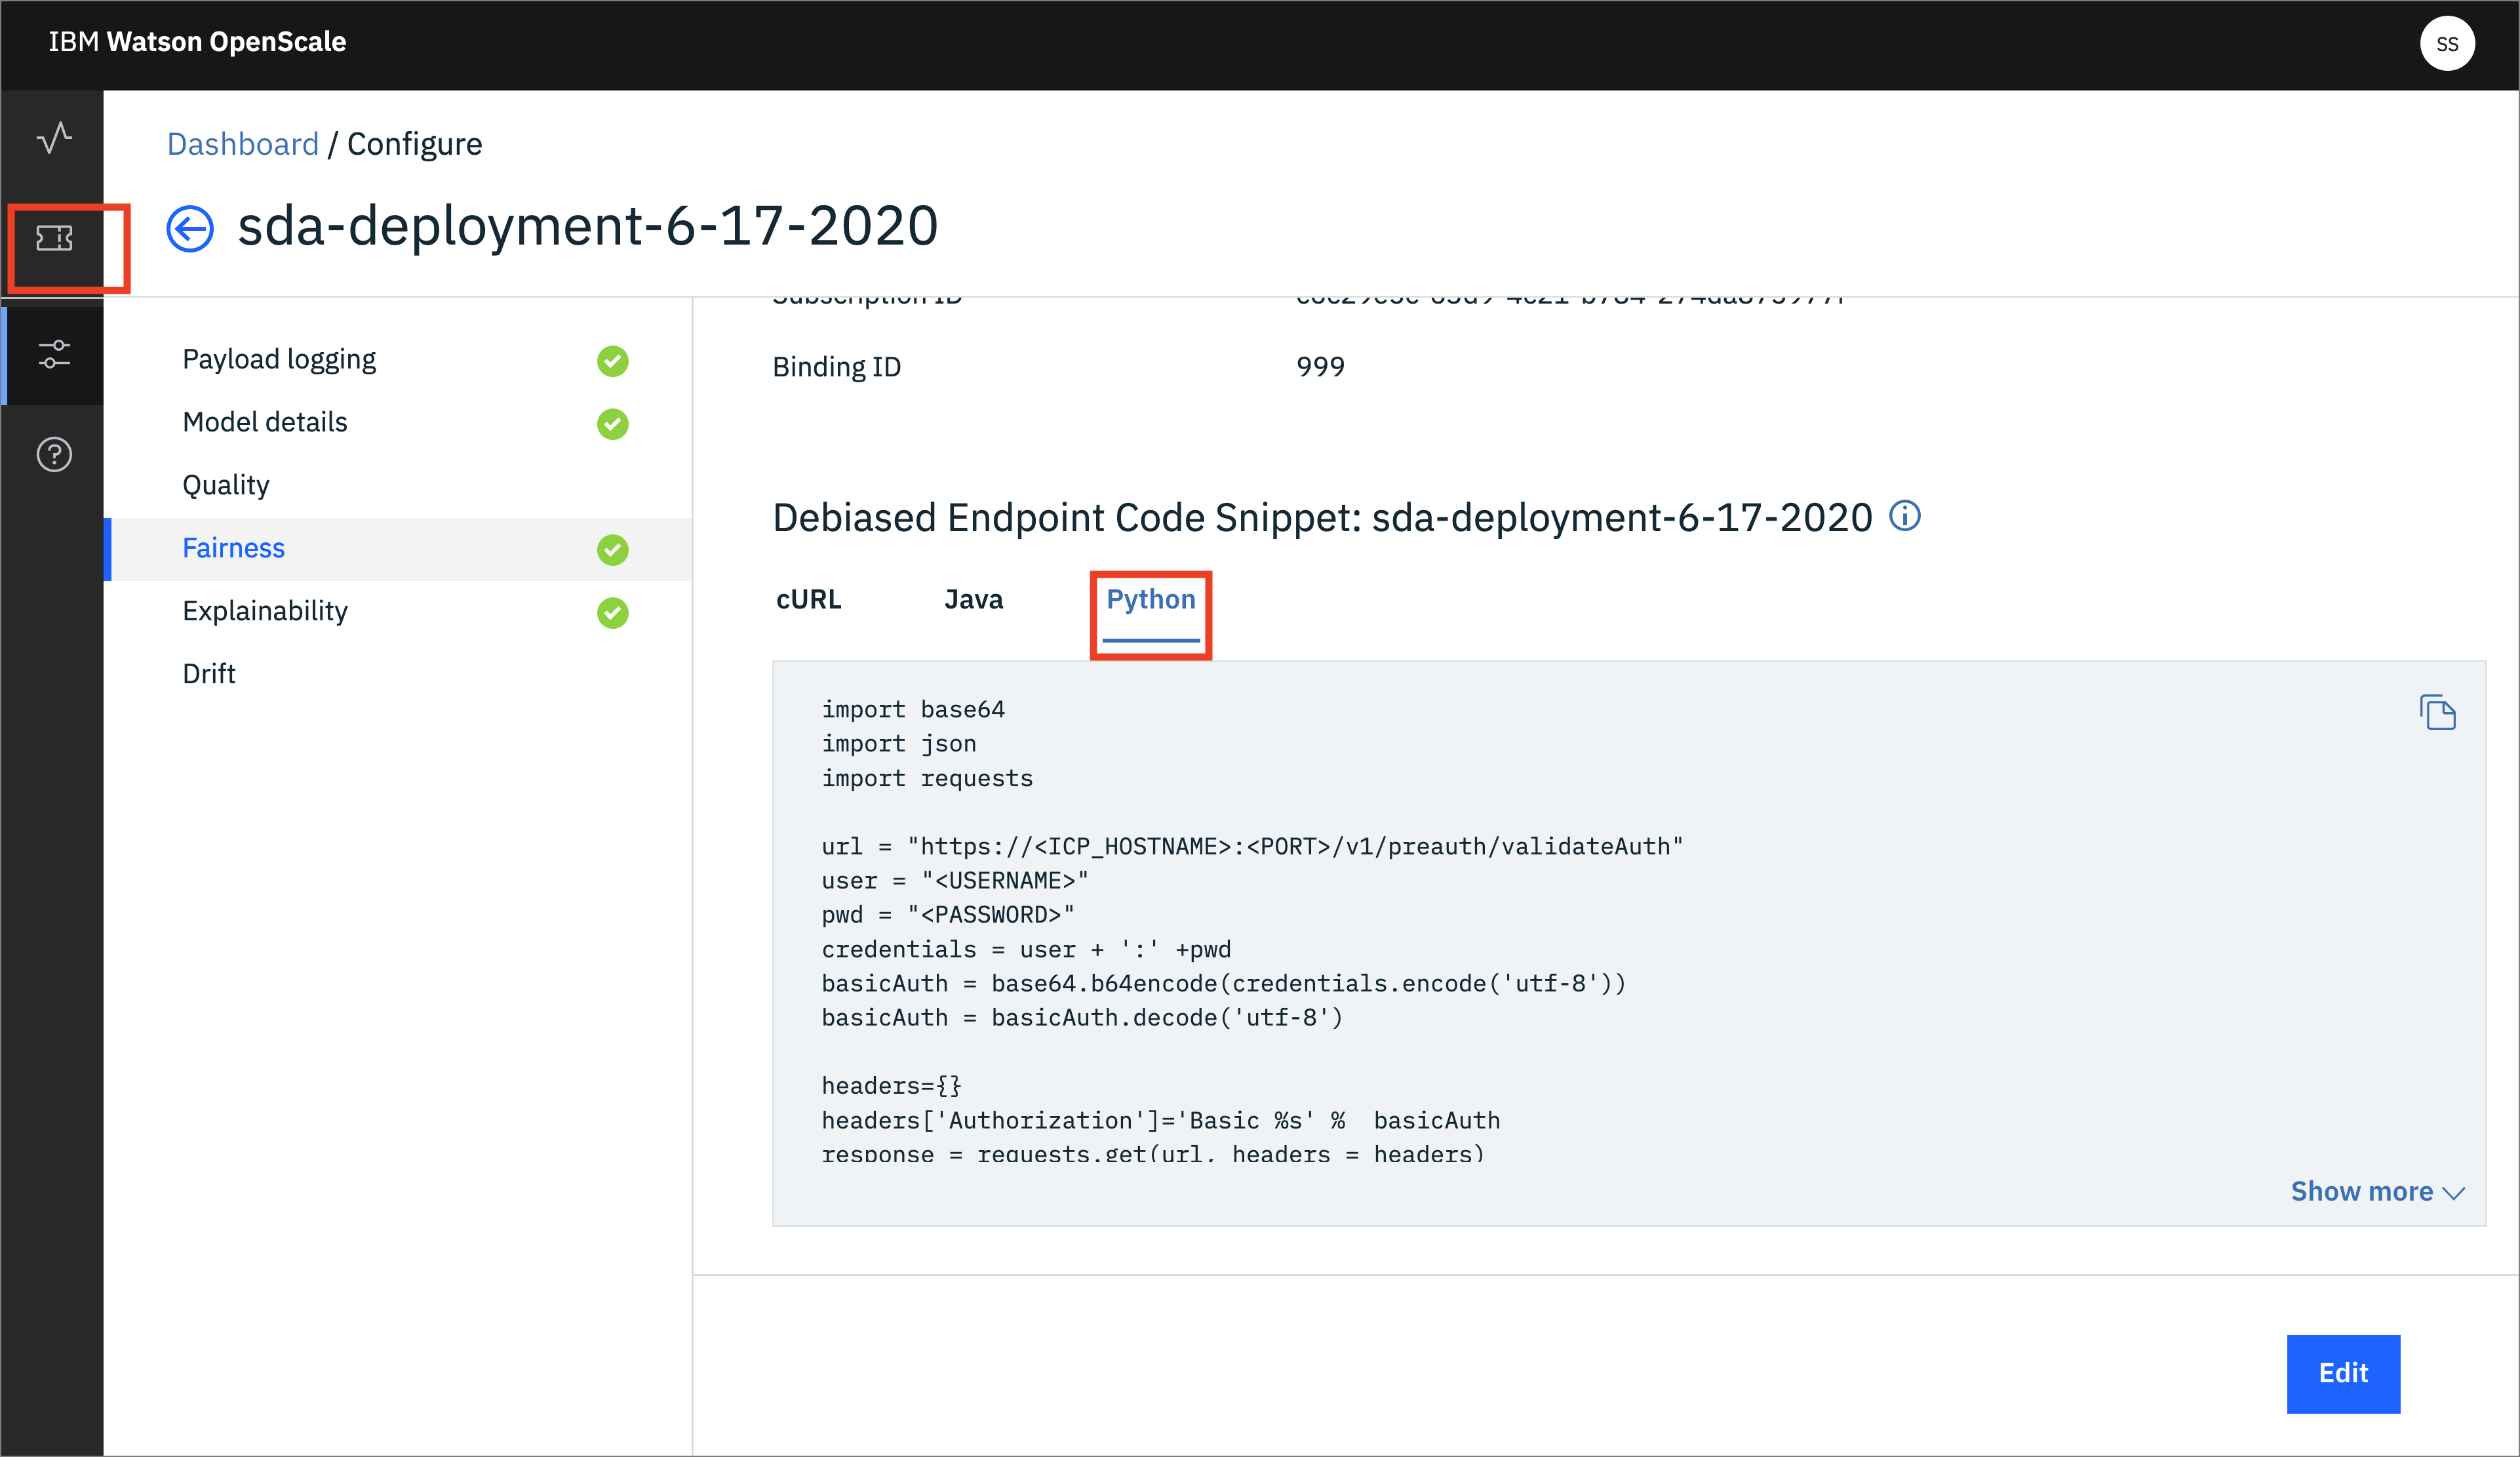 IBM Watson OpenScale
SS
Dashboard / Configure
sda-deployment-6-17-2020
Payload logging
Model details
Quality
Fairness
Explainability
Drift
Subscription ID
Binding ID 999
Debiased Endpoint Code Snippet: sda-deployment-6-17-2020
cURL Java Python
import base64
import json
import requests
url = "https://<ICP_HOSTNAME>:<PORT>/v1/preauth/validateAuth"
user = "<USERNAME>"
pwd = "<PASSWORD>"
credentials = user + ':' +pwd
basicAuth = base64.b64encode(credentials.encode('utf-8'))
basicAuth = basicAuth.decode('utf-8')
headers={}
headers['Authorization']='Basic %s' %  basicAuth
response = requests.get(url, headers = headers)
Show more
Edit